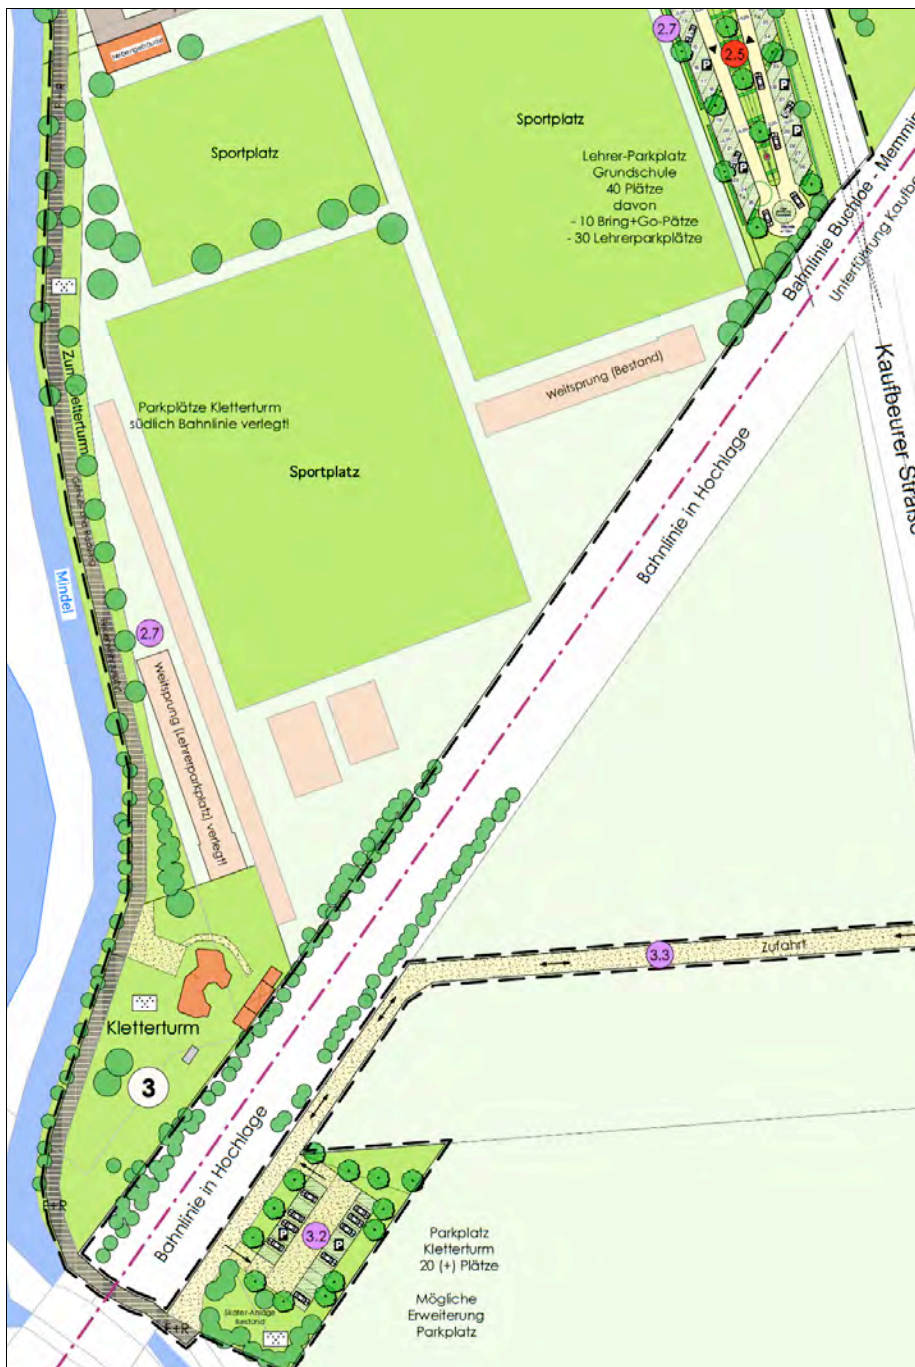 Nebengebäude
2.7
2.5
F+R
Sportplatz
Sportplatz
Lehrer-Parkplatz
Grundschule
40 Plätze
davon
- 10 Bring+Go-Pätze
- 30 Lehrerparkplätze
Bahnlinie Buchloe - Memmin
Unterführung Kaufbe
Kaufbeurer Straße
Zum Kletterturm
Parkplätze Kletterturm
südlich Bahnlinie verlegt!
Weitsprung (Bestand)
Sportplatz
Bahnlinie in Hochlage
Mindel
2.7
Weitsprung (Lehrerparkplatz) verlegt!
3.3
Zufahrt
Kletterturm
3
Bahnlinie in Hochlage
F+R
P
3.2
P
Parkplatz
Kletterturm
20 (+) Plätze
Mögliche
Erweiterung
Parkplatz
Skater-Anlage
Bestand
F+R